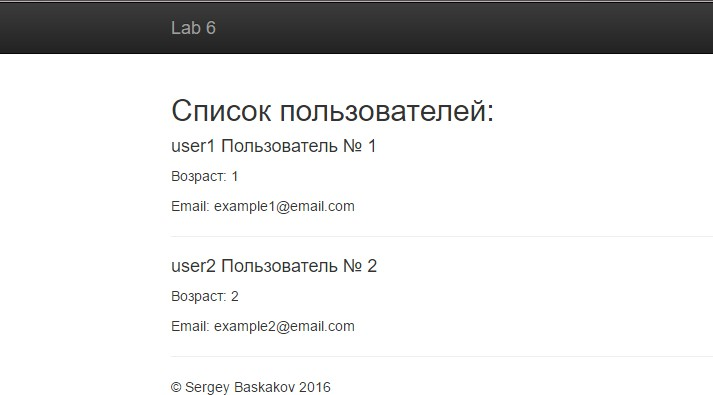 Lab 6
Список пользователей:
user1 Пользователь № 1
Возраст: 1
Email: example1@email.com
user2 Пользователь № 2
Возраст: 2
Email: example2@email.com
© Sergey Baskakov 2016